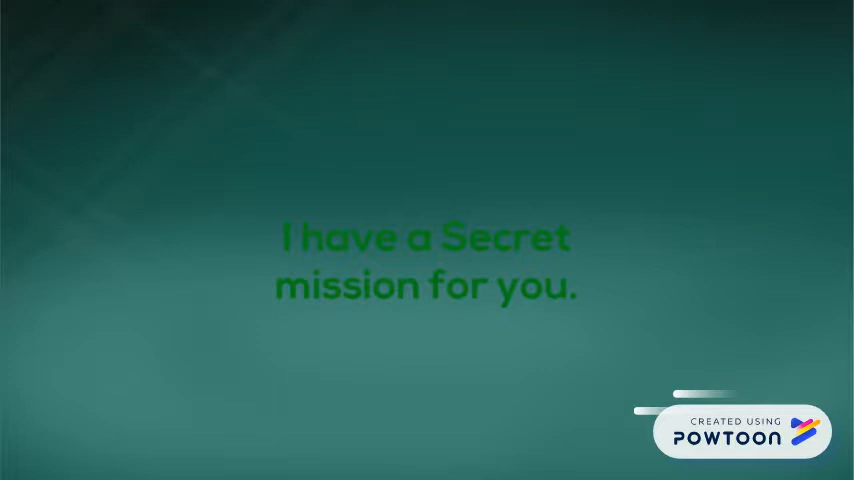 I have a Secret
mission for you.
CREATED USING
POWTOON